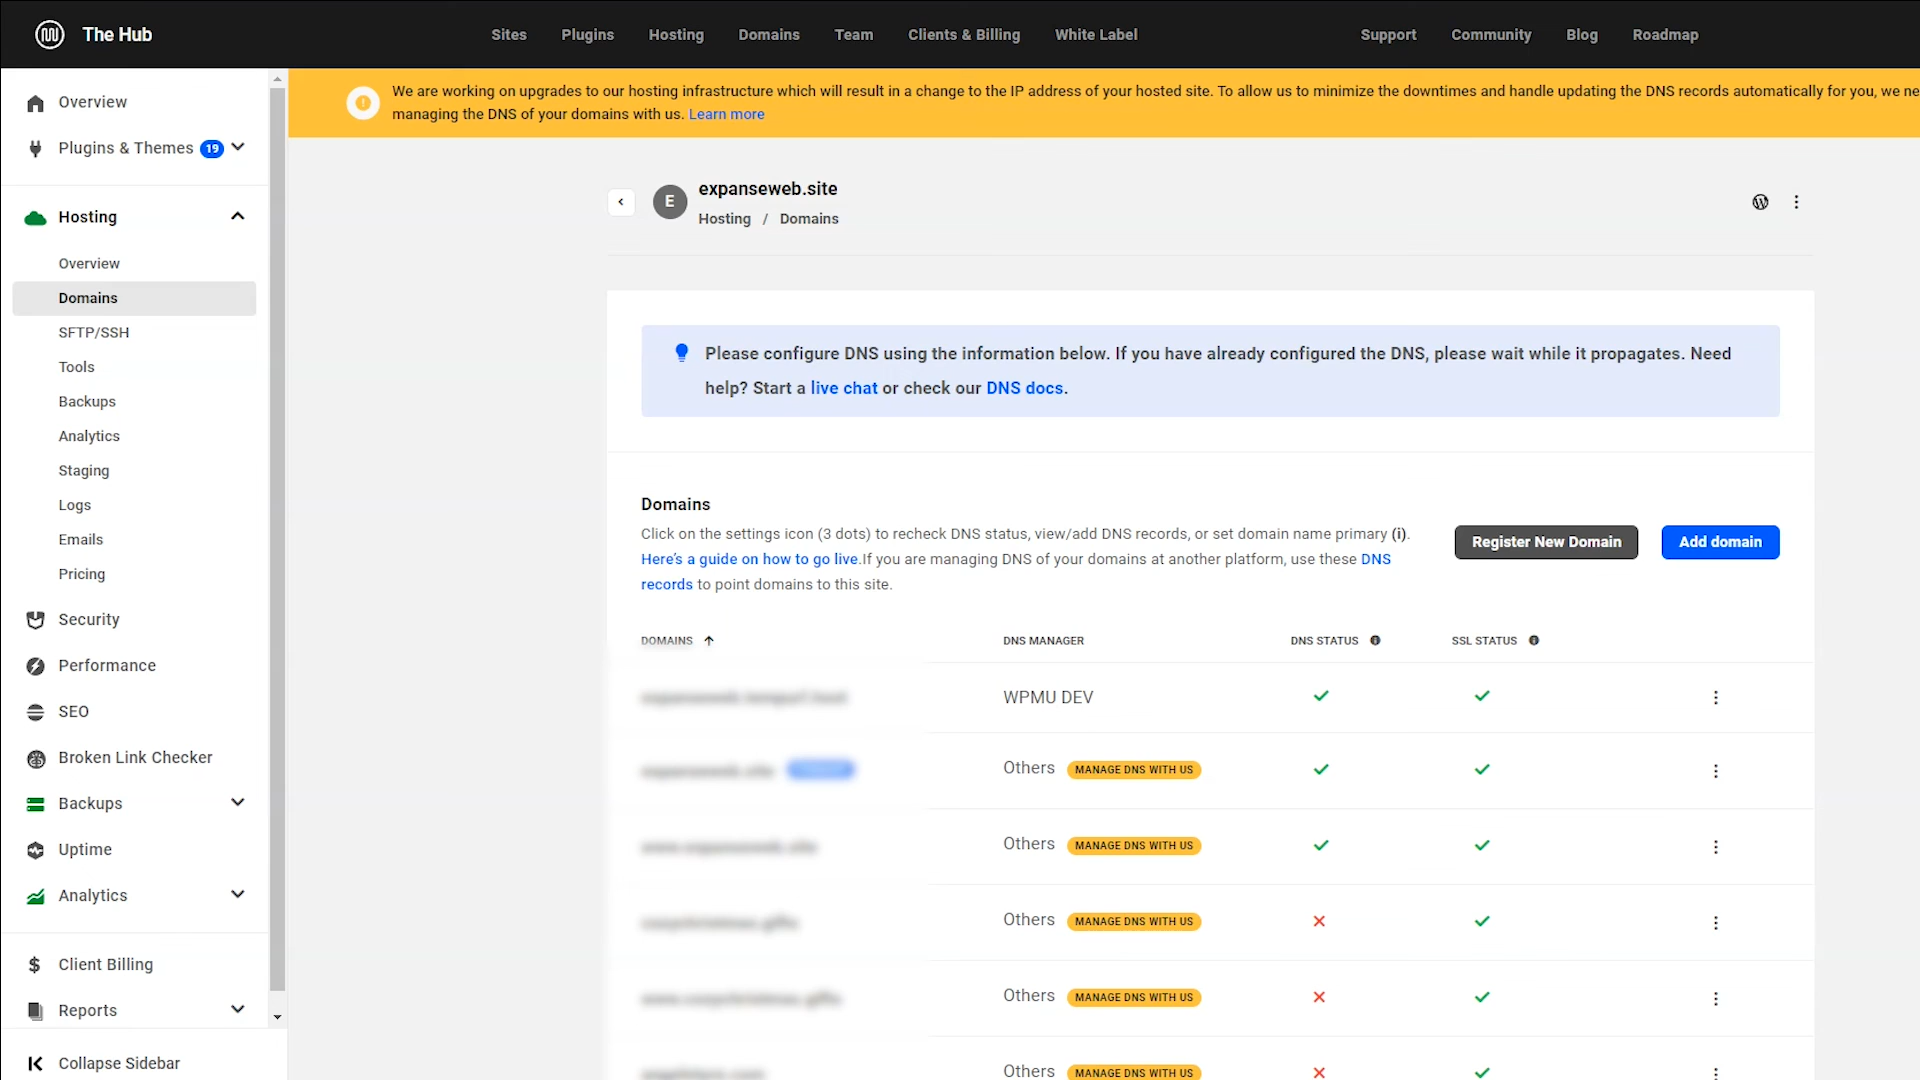 The Hub
Sites
Plugins
Hosting
Domains
Team
Clients & Billing
White Label
Support
Community
Blog
Roadmap
Overview
Plugins & Themes 19
Hosting
Overview
Domains
SFTP/SSH
Tools
Backups
Analytics
Staging
Logs
Emails
Pricing
Security
Performance
SEO
Broken Link Checker
Backups
Uptime
Analytics
$ Client Billing
Reports
Collapse Sidebar
We are working on upgrades to our hosting infrastructure which will result in a change to the IP address of your hosted site. To allow us to minimize the downtimes and handle updating the DNS records automatically for you, we ne
managing the DNS of your domains with us. Learn more
E
expanseweb.site
Hosting / Domains
Please configure DNS using the information below. If you have already configured the DNS, please wait while it propagates. Need
help? Start a live chat or check our DNS docs.
Domains
Click on the settings icon (3 dots) to recheck DNS status, view/add DNS records, or set domain name primary (i).
Here's a guide on how to go live.If you are managing DNS of your domains at another platform, use these DNS
records to point domains to this site.
Register New Domain
Add domain
DOMAINS
DNS MANAGER
DNS STATUS
SSL STATUS
WPMU DEV
Others MANAGE DNS WITH US
Others MANAGE DNS WITH US
Others MANAGE DNS WITH US
Others MANAGE DNS WITH US
Others MANAGE DNS WITH US